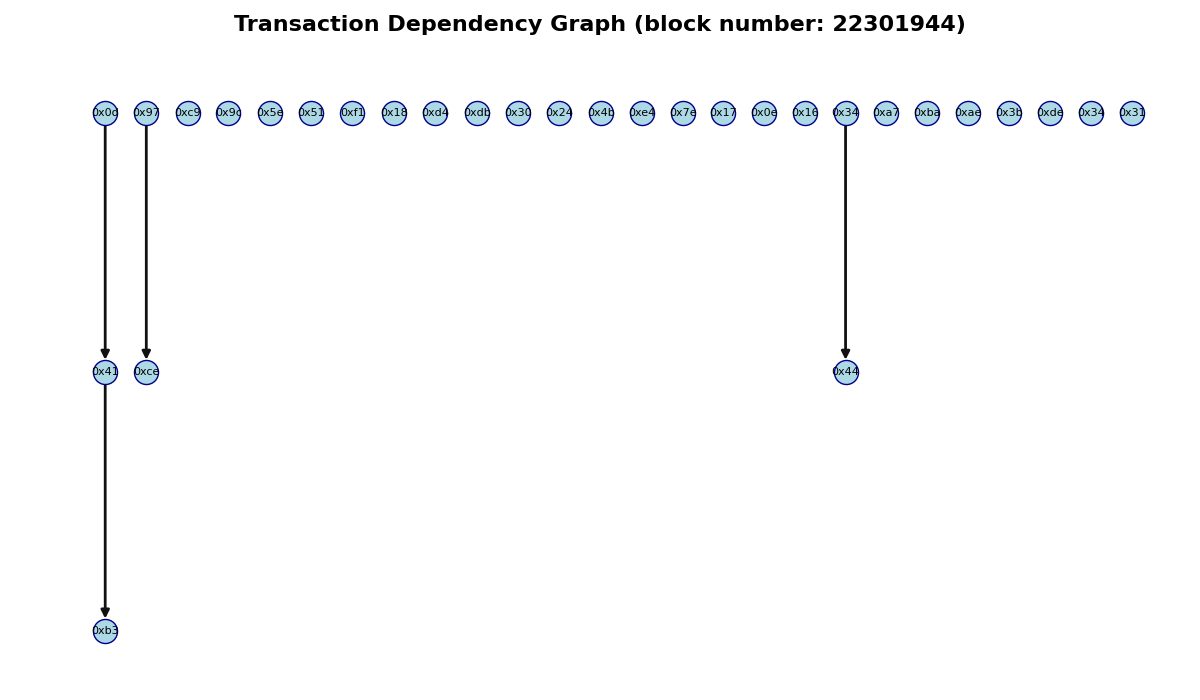 Transaction Dependency Graph (block number: 22301944)
0x0d 0x97 0xc9 0x9c 0x5e 0x51 0xf1 0x18 0xd4 0xdb 0x30 0x24 0x4b 0xe4 0x7e 0x17 0x0e 0x16 0x34 0xa7 0xba 0xae 0x3b 0xde 0x34 0x31
0x41 0xce 0x44
0xb3